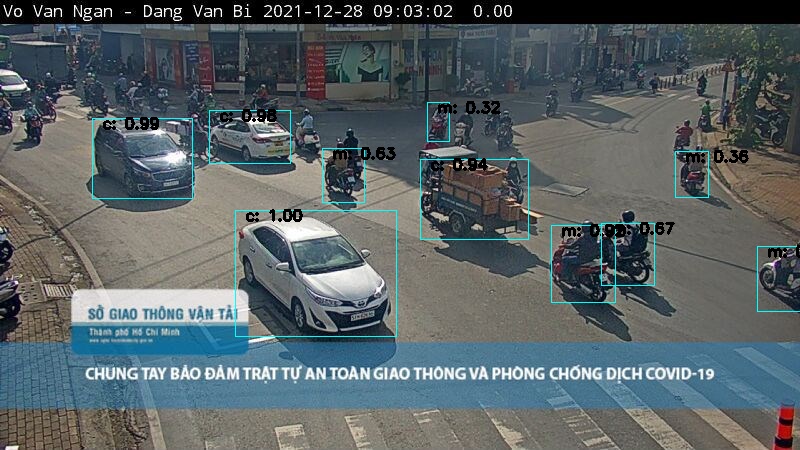 Vo Van Ngan - Dang Van Bi 2021-12-28 09:03:02 0.00
m: 0.32
c: 0.99
c: 0.98
m: 0.63
c: 0.94
m: 0.36
c: 1.00
m: 0.67
SỞ GIAO THÔNG VẬN TẢI
Thành phố Hồ Chí Minh
CHUNG TAY BẢO ĐẢM TRẬT TỰ AN TOÀN GIAO THÔNG VÀ PHÒNG CHỐNG DỊCH COVID-19